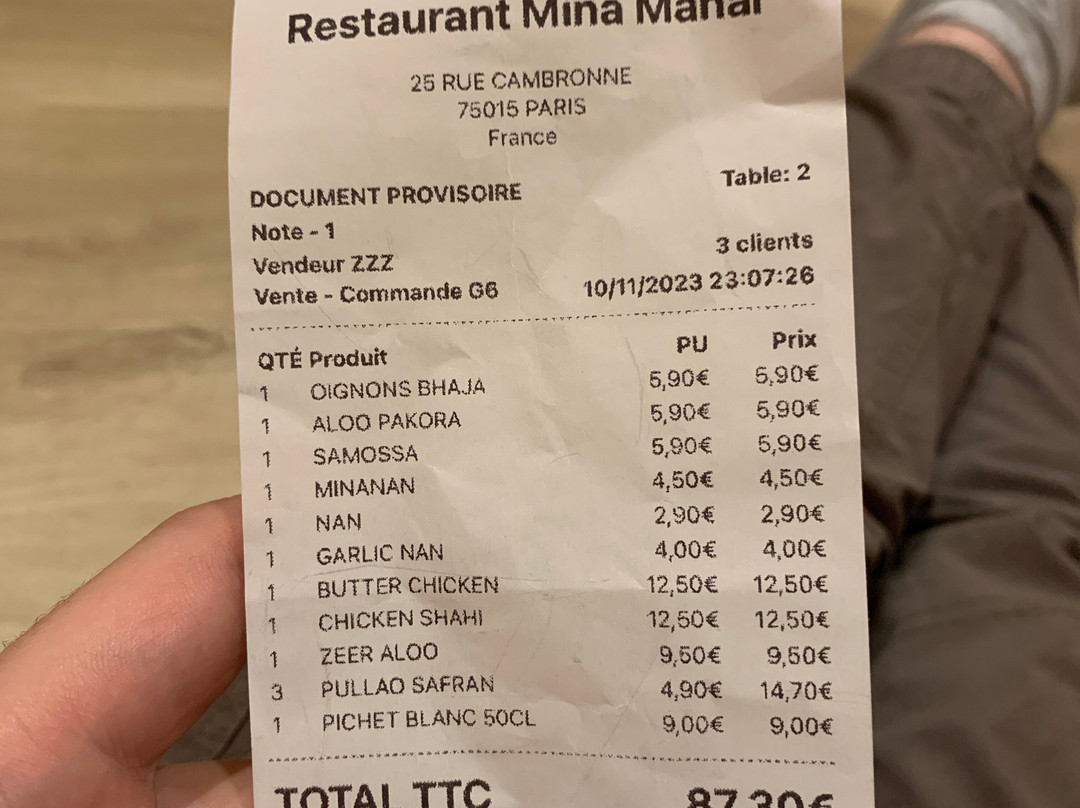 Restaurant Mina Mahal
25 RUE CAMBRONNE
75015 PARIS
France
DOCUMENT PROVISOIRE Table: 2
Note - 1
Vendeur ZZZ 3 clients
Vente - Commande G6 10/11/2023 23:07:26
QTÉ Produit PU Prix
1 OIGNONS BHAJA 5,90€ 5,90€
1 ALOO PAKORA 5,90€ 5,90€
1 SAMOSSA 5,90€ 5,90€
1 MINANAN 4,50€ 4,50€
1 NAN 2,90€ 2,90€
1 GARLIC NAN 4,00€ 4,00€
1 BUTTER CHICKEN 12,50€ 12,50€
1 CHICKEN SHAHI 12,50€ 12,50€
1 ZEER ALOO 9,50€ 9,50€
3 PULLAO SAFRAN 4,90€ 14,70€
1 PICHET BLANC 50CL 9,00€ 9,00€
TOTAL TTC 87,30€